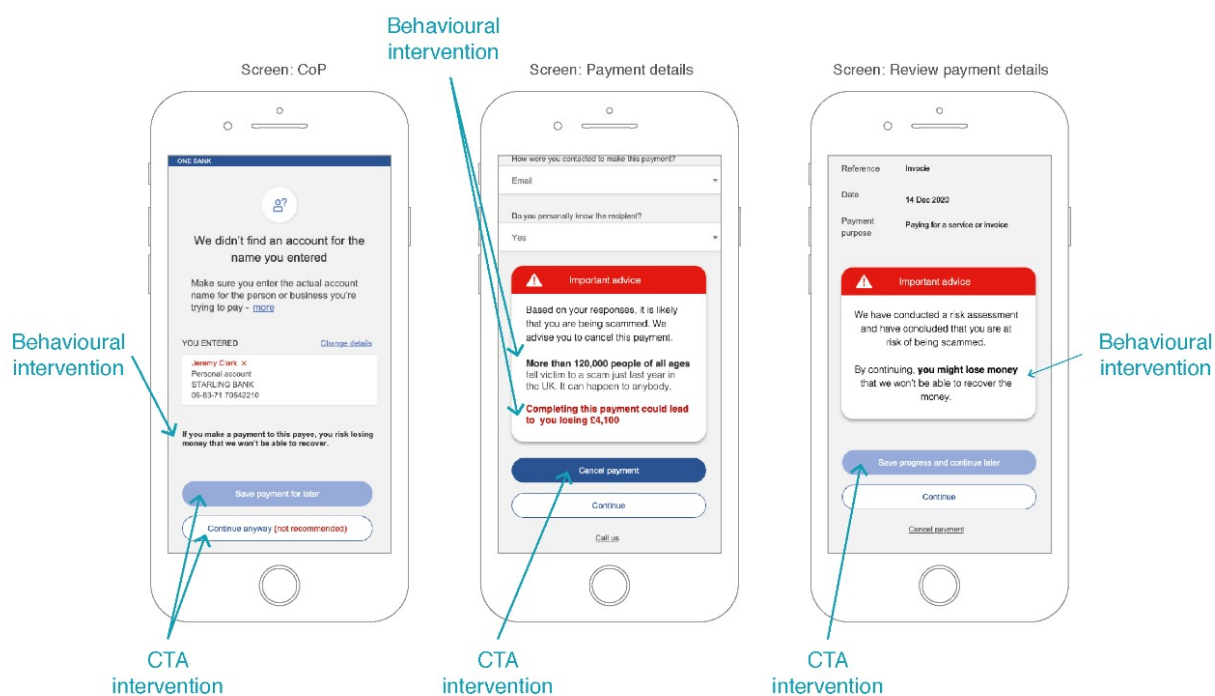 Behavioural
intervention
Screen: CoP
ONE BANK
We didn't find an account for the
name you entered
Make sure you enter the actual account
name for the person or business you're
trying to pay - more
YOU ENTERED
Change details
Jeremy Clark ×
Personal account
STARLING BANK
06-83-71 70542210
If you make a payment to this payee, you risk losing
money that we won't be able to recover.
Save payment for later
Continue anyway (not recommended)
Behavioural
intervention
CTA
intervention
Screen: Payment details
How were you contacted to make this payment?
Email
Do you personally know the recipient?
Yes
Important advice
Based on your responses, it is likely
that you are being scammed. We
advise you to cancel this payment.
More than 120,000 people of all ages
fell victim to a scam just last year in
the UK. It can happen to anybody.
Completing this payment could lead
to you losing £4,100
Cancel payment
Continue
Call us
CTA
intervention
Screen: Review payment details
Reference
Invocie
Date
14 Dec 2020
Payment
purpose
Paying for a service or invoice
Important advice
We have conducted a risk assessment
and have concluded that you are at
risk of being scammed.
By continuing, you might lose money
that we won't be able to recover the
money.
Save progress and continue later
Continue
Cancel payment
Behavioural
intervention
CTA
intervention